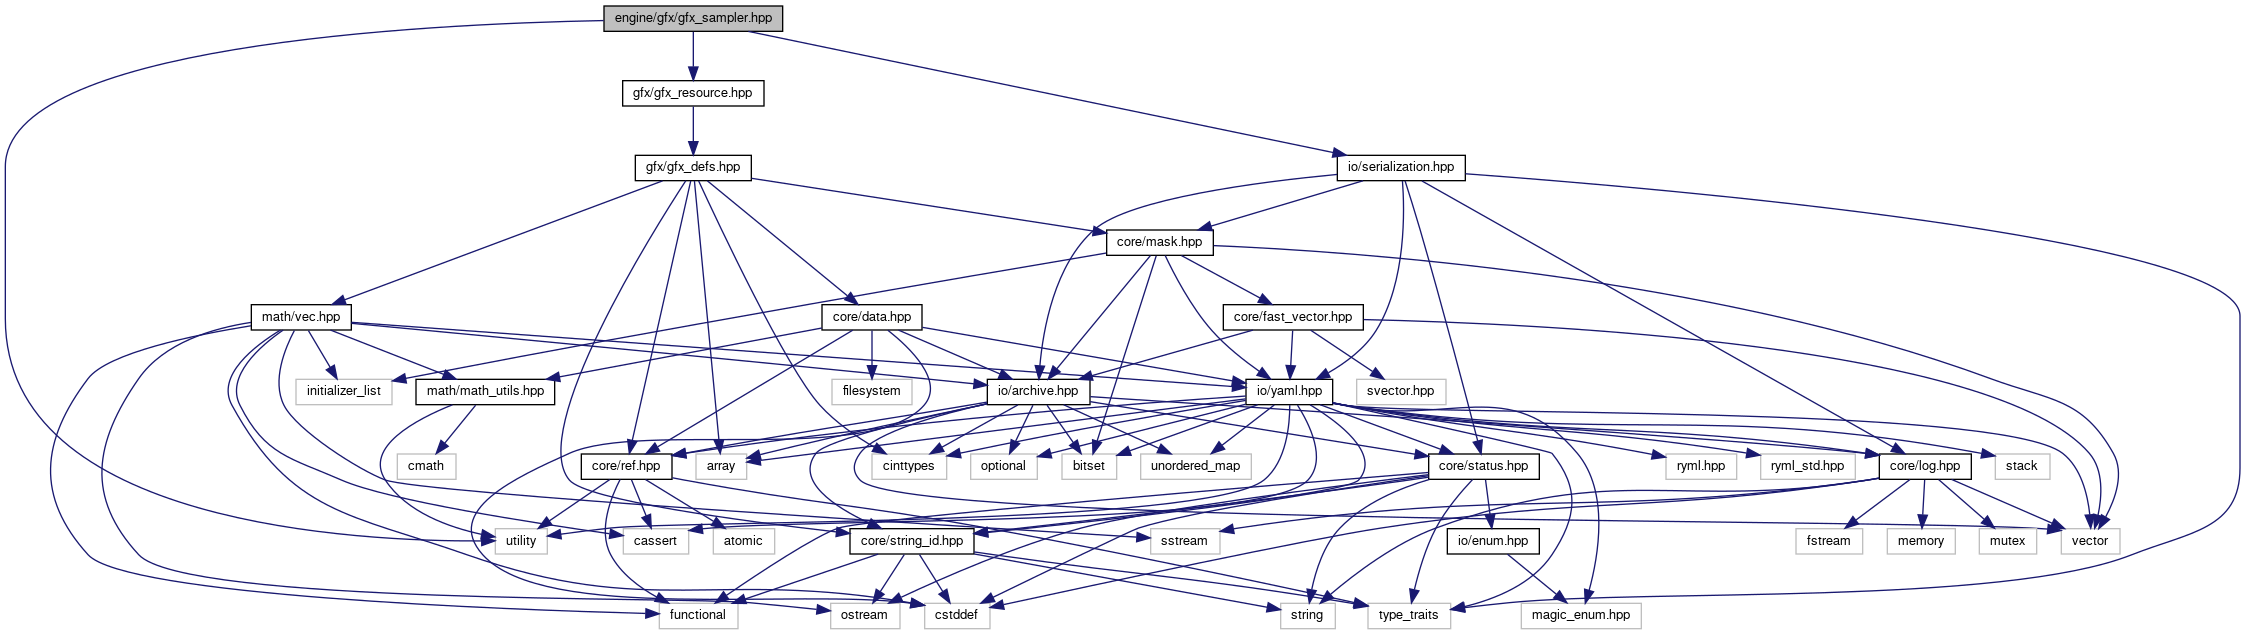 engine/gfx/gfx_sampler.hpp
gfx/gfx_resource.hpp
gfx/gfx_defs.hpp
io/serialization.hpp
core/mask.hpp
math/vec.hpp
core/data.hpp
core/fast_vector.hpp
initializer_list
math/math_utils.hpp
filesystem
io/archive.hpp
io/yaml.hpp
svector.hpp
cmath
core/ref.hpp
array
cinttypes
optional
bitset
unordered_map
core/status.hpp
ryml.hpp
ryml_std.hpp
core/log.hpp
stack
utility
cassert
atomic
core/string_id.hpp
sstream
io/enum.hpp
fstream
memory
mutex
vector
functional
ostream
cstddef
string
type_traits
magic_enum.hpp